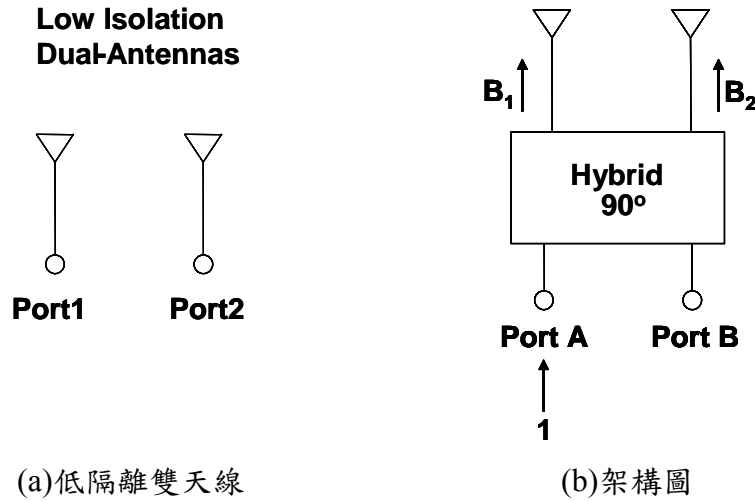 Low Isolation
Dual-Antennas
Port1 Port2
(a)低隔離雙天線
B₁ B₂
Hybrid
90º
Port A Port B
1
(b)架構圖